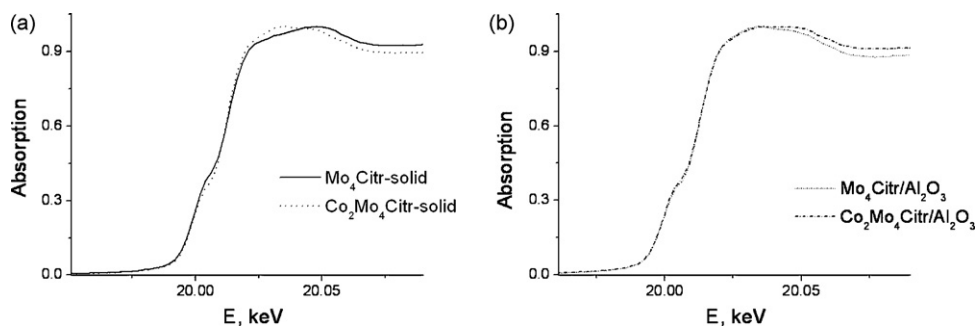 (a)
Absorption
0.9
0.6
0.3
0.0
Mo₄Citr-solid
Co₂Mo₄Citr-solid
20.00
20.05
E, keV
(b)
Absorption
0.9
0.6
0.3
0.0
Mo₄Citr/Al₂O₃
Co₂Mo₄Citr/Al₂O₃
20.00
20.05
E, keV